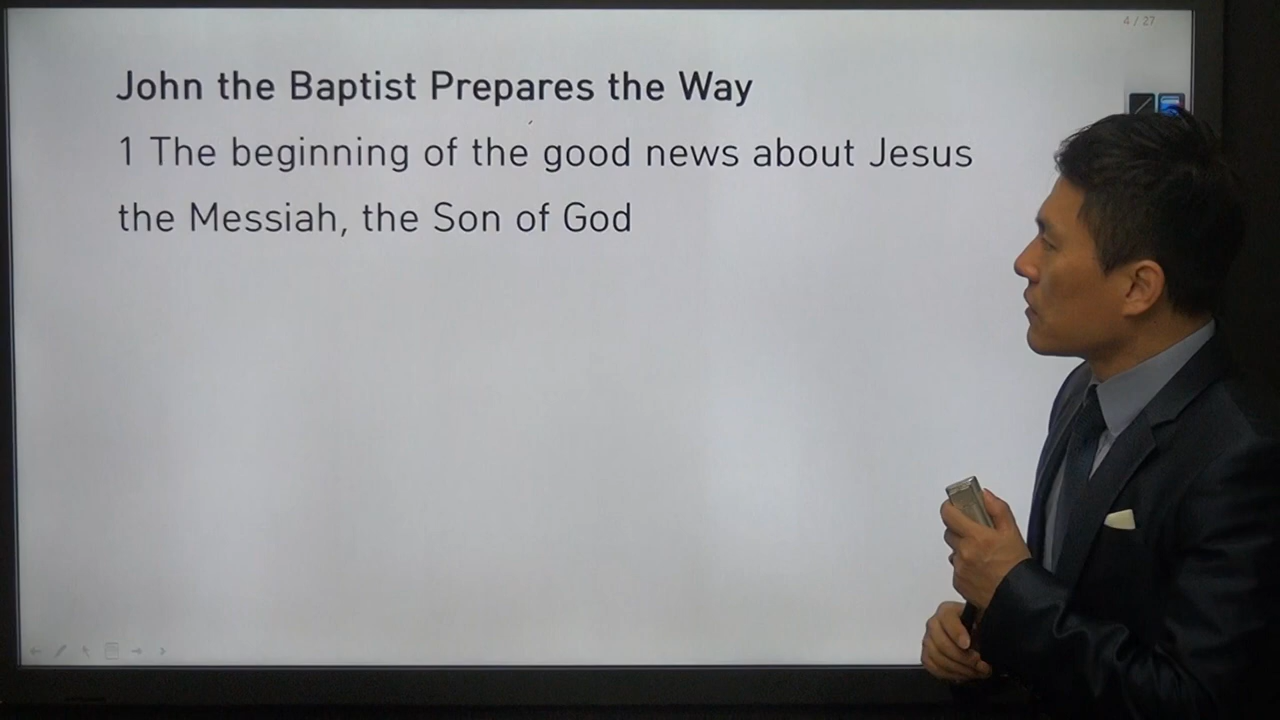 4 / 27
John the Baptist Prepares the Way
1 The beginning of the good news about Jesus
the Messiah, the Son of God